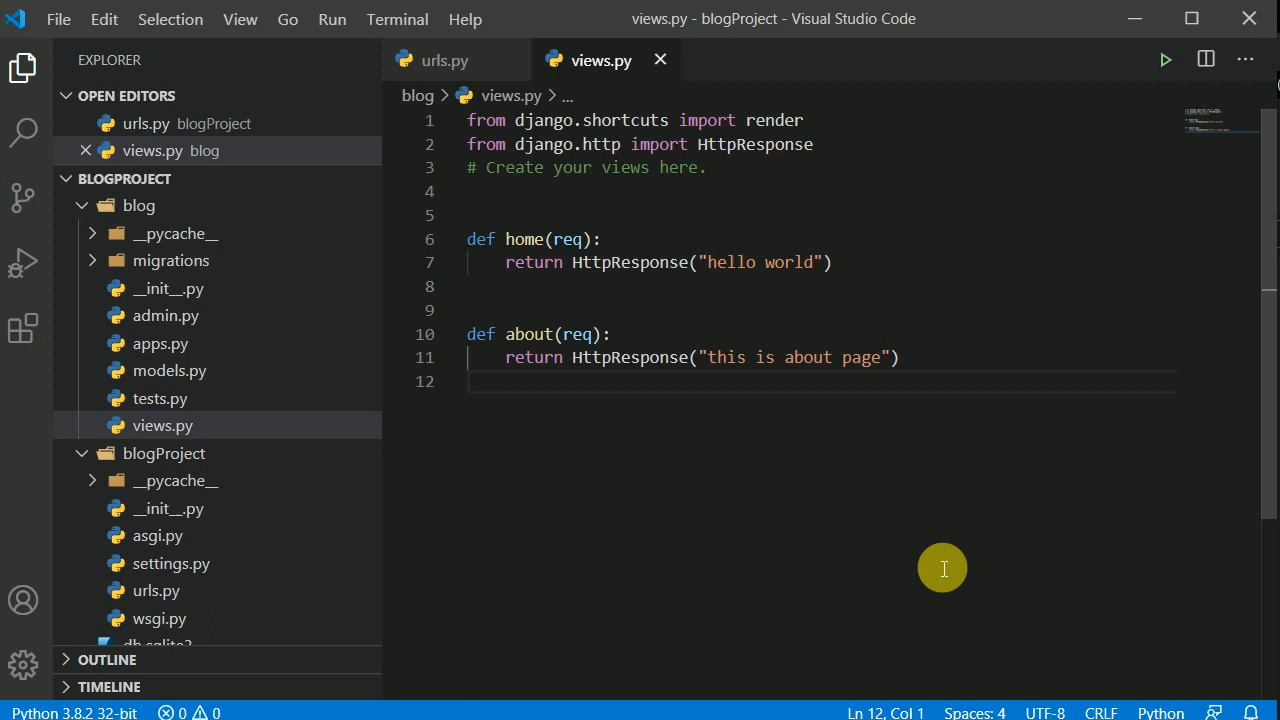 File Edit Selection View Go Run Terminal Help views.py - blogProject - Visual Studio Code
EXPLORER
OPEN EDITORS
urls.py blogProject
views.py blog
BLOGPROJECT
blog
__pycache__
migrations
__init__.py
admin.py
apps.py
models.py
tests.py
views.py
blogProject
__pycache__
__init__.py
asgi.py
settings.py
urls.py
wsgi.py
OUTLINE
TIMELINE
urls.py views.py
blog > views.py > ...
1 from django.shortcuts import render
2 from django.http import HttpResponse
3 # Create your views here.
4
5
6 def home(req):
7 return HttpResponse("hello world")
8
9
10 def about(req):
11 return HttpResponse("this is about page")
12
Python 3.8.2 32-bit 0 0 Ln 12, Col 1 Spaces: 4 UTF-8 CRLF Python